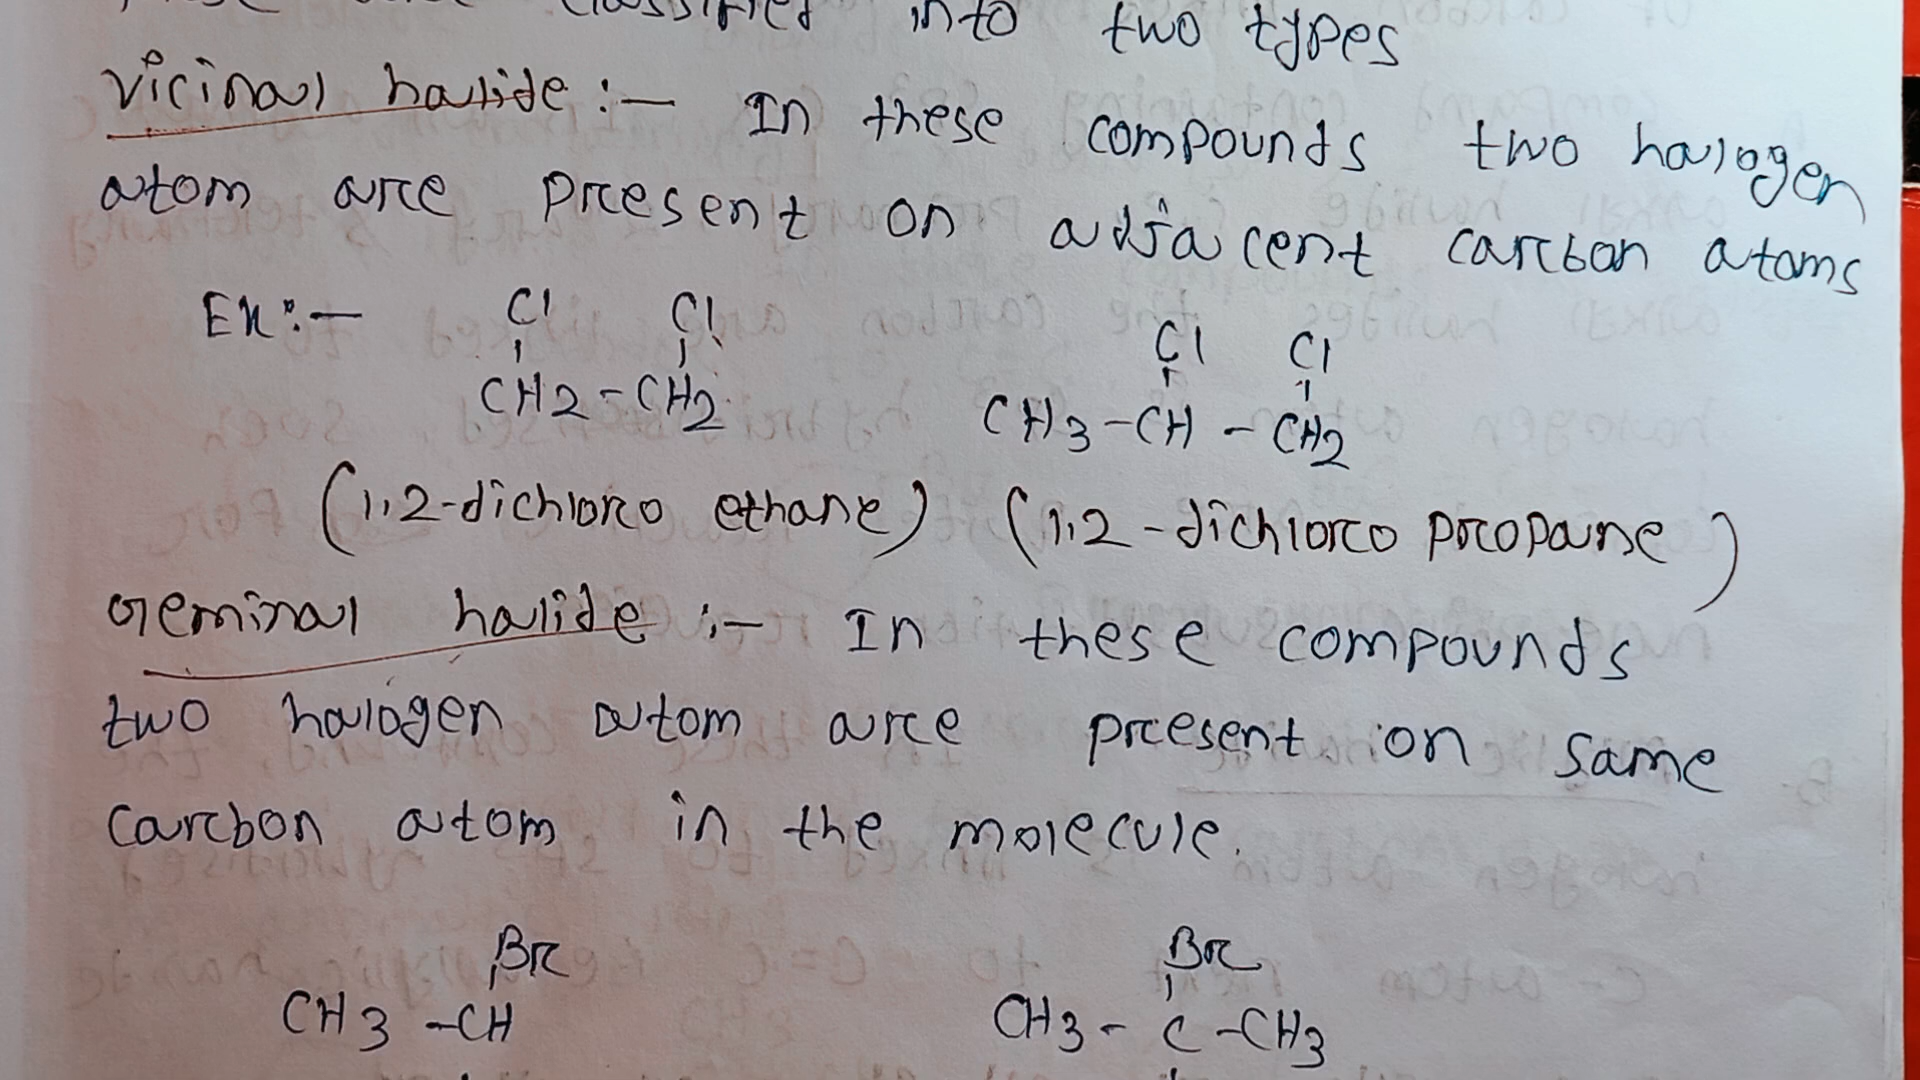 classified into two types
Vicinal halide :- In these compounds two halogen
atom are present on adjacent carbon atoms
Ex :- Cl Cl Cl Cl
CH2-CH2 CH3-CH-CH2
(1,2-dichloro ethane) (1,2-dichloro propane)
Geminal halide :- In these compounds
two halogen atom are present on same
carbon atom in the molecule.
Br Br
CH3-CH CH3-C-CH3